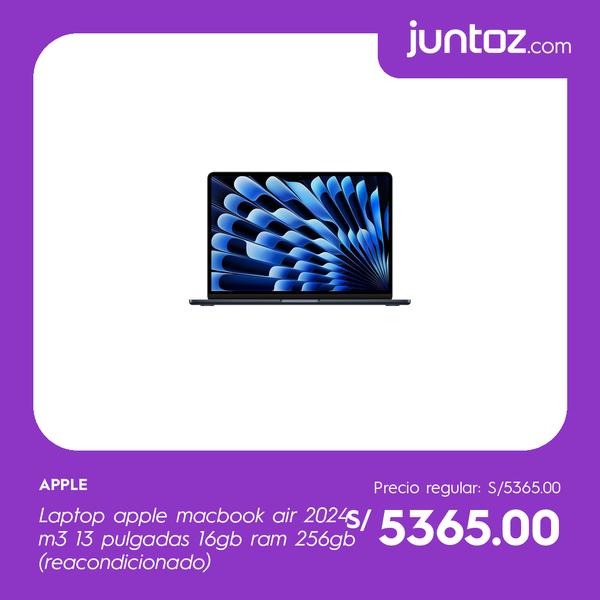 juntoz.com
APPLE
Laptop apple macbook air 2024
m3 13 pulgadas 16gb ram 256gb
(reacondicionado)
Precio regular: S/5365.00
S/ 5365.00